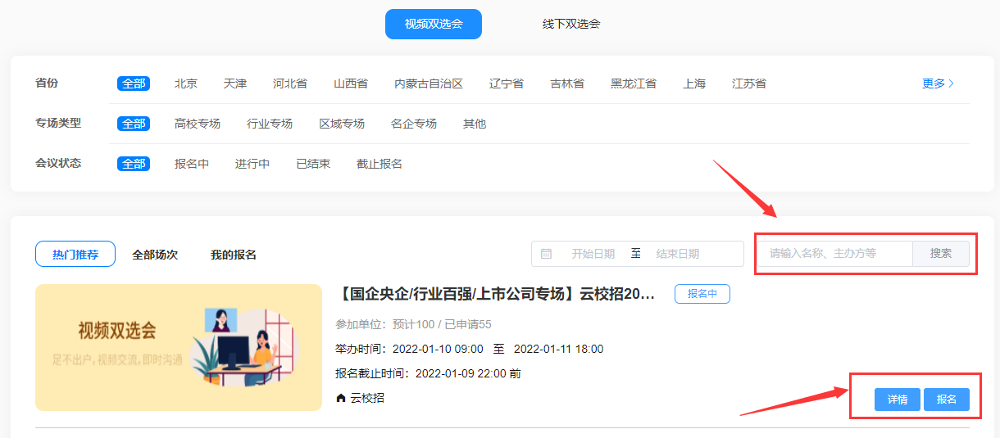 视频双选会 线下双选会
省份 全部 北京 天津 河北省 山西省 内蒙古自治区 辽宁省 吉林省 黑龙江省 上海 江苏省 更多
专场类型 全部 高校专场 行业专场 区域专场 名企专场 其他
会议状态 全部 报名中 进行中 已结束 截止报名
热门推荐 全部场次 我的报名 开始日期 至 结束日期 请输入名称、主办方等 搜索
视频双选会
足不出户,视频交流,即时沟通
【国企央企/行业百强/上市公司专场】云校招20... 报名中
参加单位：预计100 / 已申请55
举办时间：2022-01-10 09:00 至 2022-01-11 18:00
报名截止时间：2022-01-09 22:00 前
云校招 详情 报名